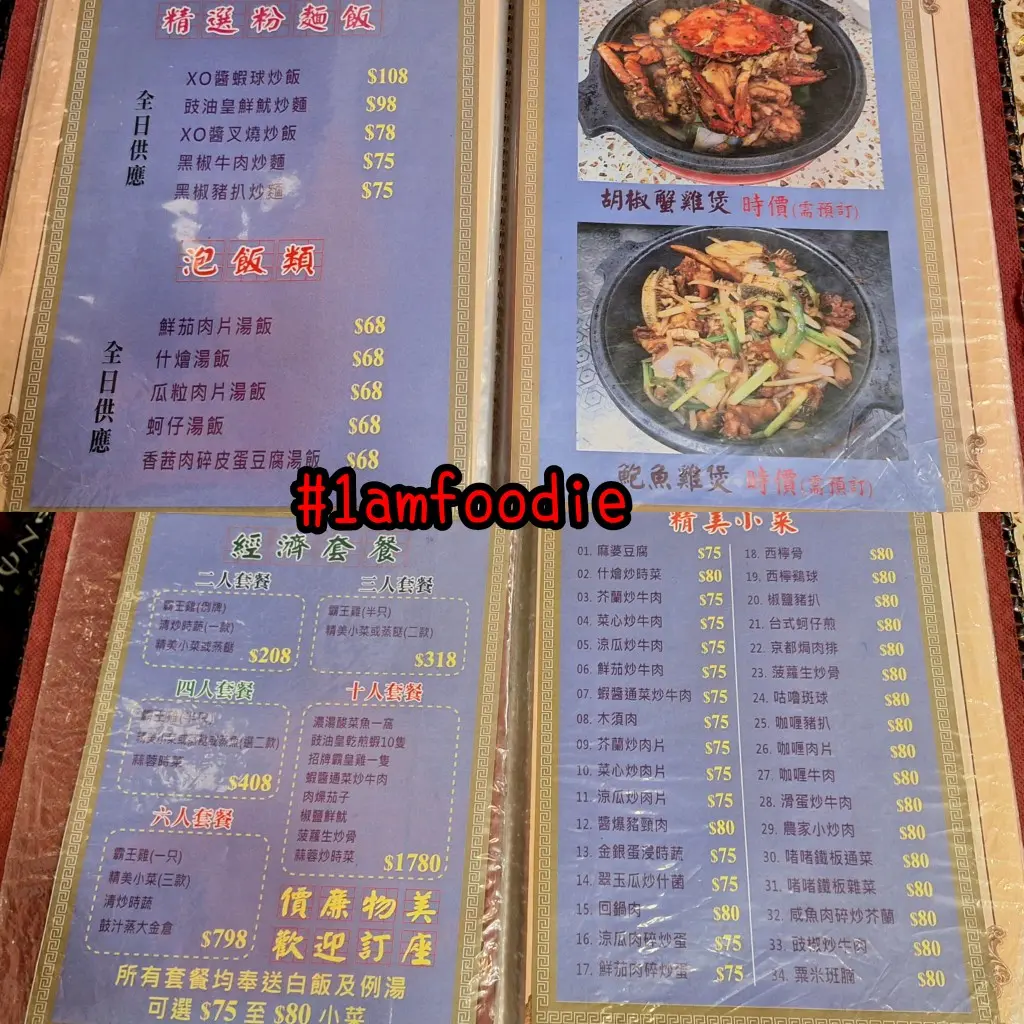 精選粉麵飯
全日供應
XO醬蝦球炒飯 $108
豉油皇鮮魷炒麵 $98
XO醬叉燒炒飯 $78
黑椒牛肉炒麵 $75
黑椒豬扒炒麵 $75
泡飯類
全日供應
鮮茄肉片湯飯 $68
什燴湯飯 $68
瓜粒肉片湯飯 $68
蚵仔湯飯 $68
香茜肉碎皮蛋豆腐湯飯 $68
胡椒蟹雞煲 時價(需預訂)
鮑魚雞煲 時價(需預訂)
#1amfoodie
經濟套餐
二人套餐
霸王雞(例牌)
清炒時蔬(一款)
精美小菜或蒸餸
$208
三人套餐
霸王雞(半只)
精美小菜或蒸餸(二款)
$318
四人套餐
霸王雞(半只)
蒜蓉時菜
$408
六人套餐
霸王雞(一只)
精美小菜(三款)
清炒時蔬
豉汁蒸大金倉
$798
十人套餐
濃湯酸菜魚一窩
豉油皇乾煎蝦10隻
招牌霸皇雞一隻
蝦醬通菜炒牛肉
肉燥茄子
椒鹽鮮魷
菠蘿生炒骨
蒜蓉炒時菜
$1780
價廉物美
歡迎訂座
所有套餐均奉送白飯及例湯
可選 $75 至 $80 小菜
精美小菜
01. 麻婆豆腐 $75
02. 什燴炒時菜 $80
03. 芥蘭炒牛肉 $75
04. 菜心炒牛肉 $75
05. 涼瓜炒牛肉 $75
06. 鮮茄炒牛肉 $75
07. 蝦醬通菜炒牛肉 $75
08. 木須肉 $75
09. 芥蘭炒肉片 $75
10. 菜心炒肉片 $75
11. 涼瓜炒肉片 $75
12. 醬爆豬頸肉 $80
13. 金銀蛋浸時蔬 $75
14. 翠玉瓜炒什菌 $75
15. 回鍋肉 $80
16. 涼瓜肉碎炒蛋 $75
17. 鮮茄肉碎炒蛋 $75
18. 西檸骨 $80
19. 西檸鷄球 $80
20. 椒鹽豬扒 $80
21. 台式蚵仔煎 $80
22. 京都焗肉排 $80
23. 菠蘿生炒骨 $80
24. 咕嚕斑球 $80
25. 咖喱豬扒 $80
26. 咖喱肉片 $80
27. 咖喱牛肉 $80
28. 滑蛋炒牛肉 $80
29. 農家小炒肉 $80
30. 啫啫鐵板通菜 $80
31. 啫啫鐵板雜菜 $80
32. 咸魚肉碎炒芥蘭 $80
33. 豉椒炒牛肉 $80
34. 粟米班腩 $80